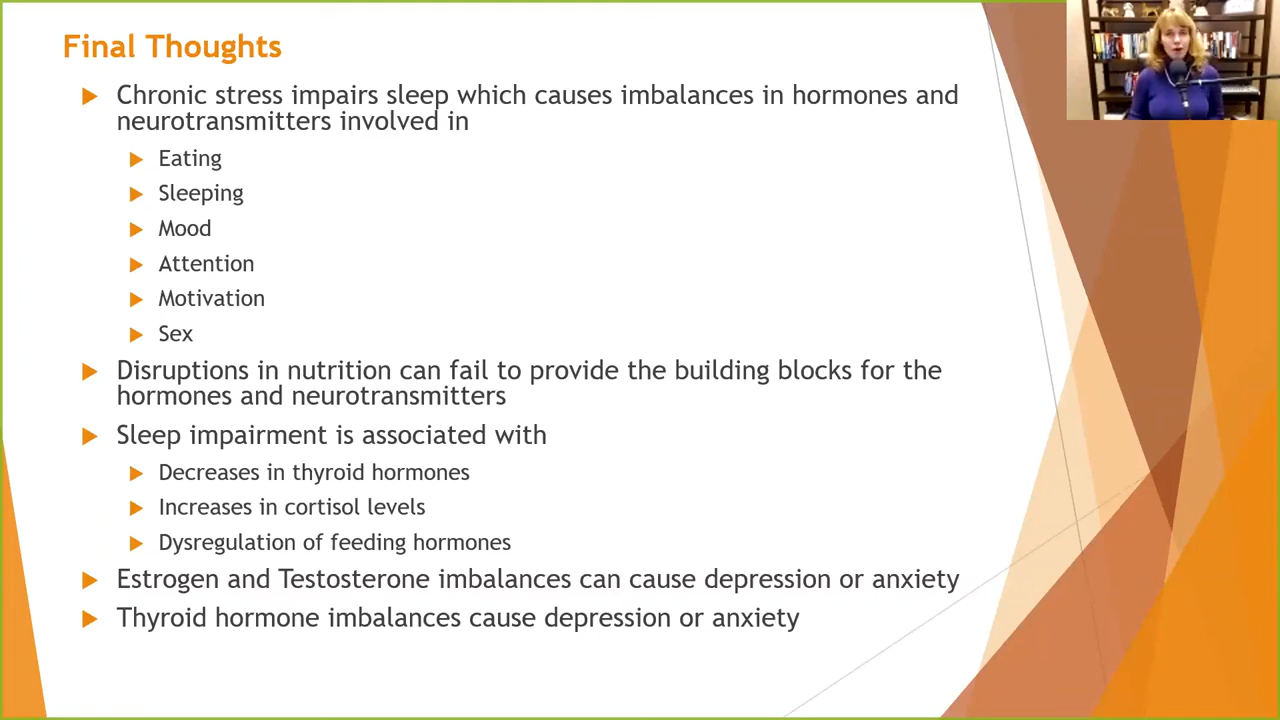 Final Thoughts
Chronic stress impairs sleep which causes imbalances in hormones and
neurotransmitters involved in
Eating
Sleeping
Mood
Attention
Motivation
Sex
Disruptions in nutrition can fail to provide the building blocks for the
hormones and neurotransmitters
Sleep impairment is associated with
Decreases in thyroid hormones
Increases in cortisol levels
Dysregulation of feeding hormones
Estrogen and Testosterone imbalances can cause depression or anxiety
Thyroid hormone imbalances cause depression or anxiety